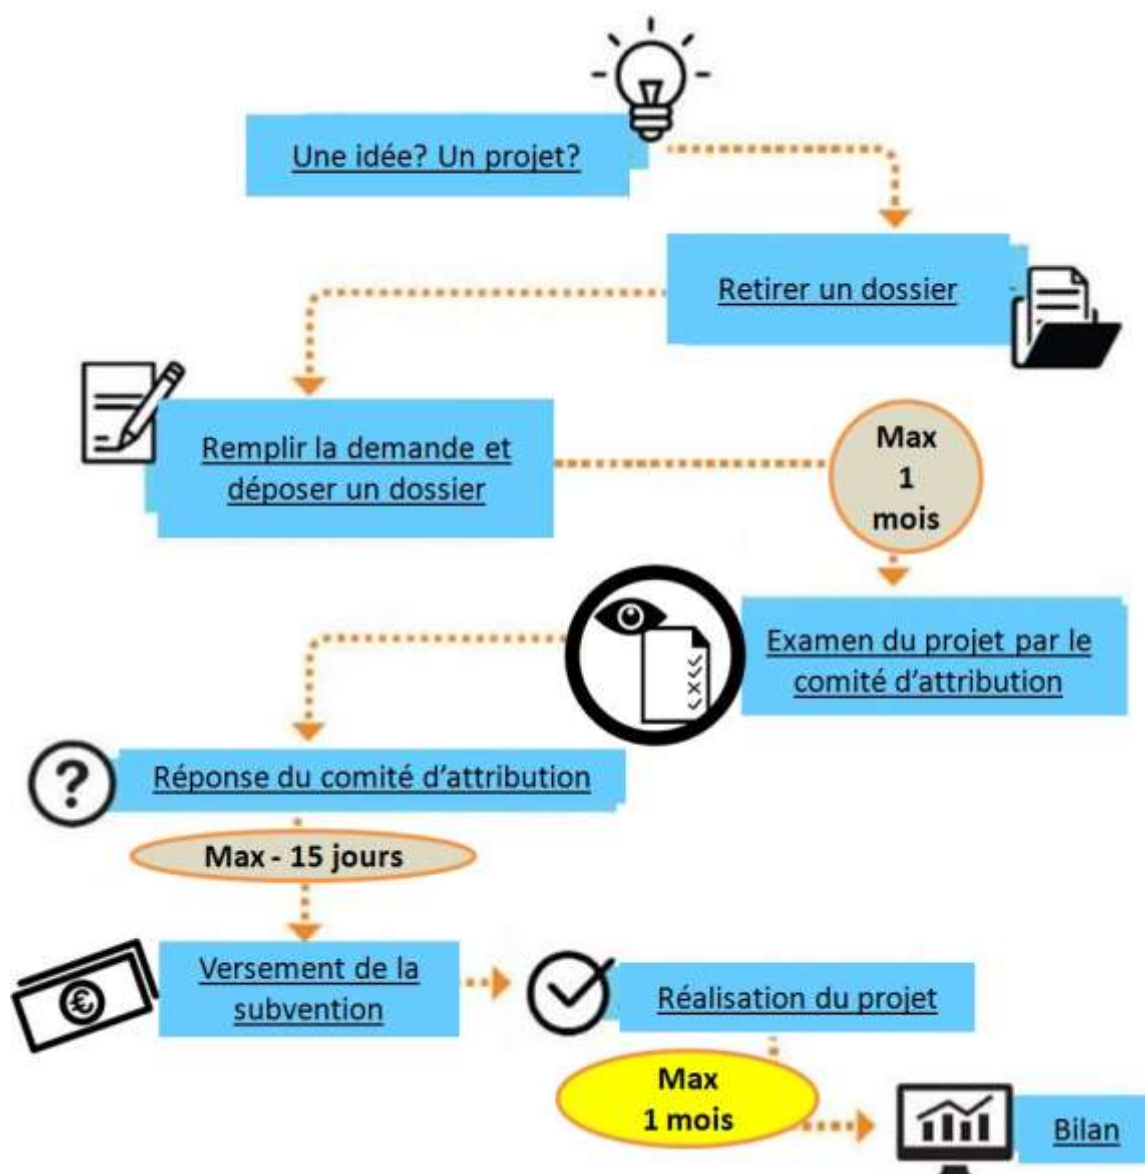 Une idée? Un projet?
Retirer un dossier
Remplir la demande et
déposer un dossier
Max
1
mois
Examen du projet par le
comité d'attribution
Réponse du comité d'attribution
Max - 15 jours
Versement de la
subvention
Réalisation du projet
Max
1 mois
Bilan